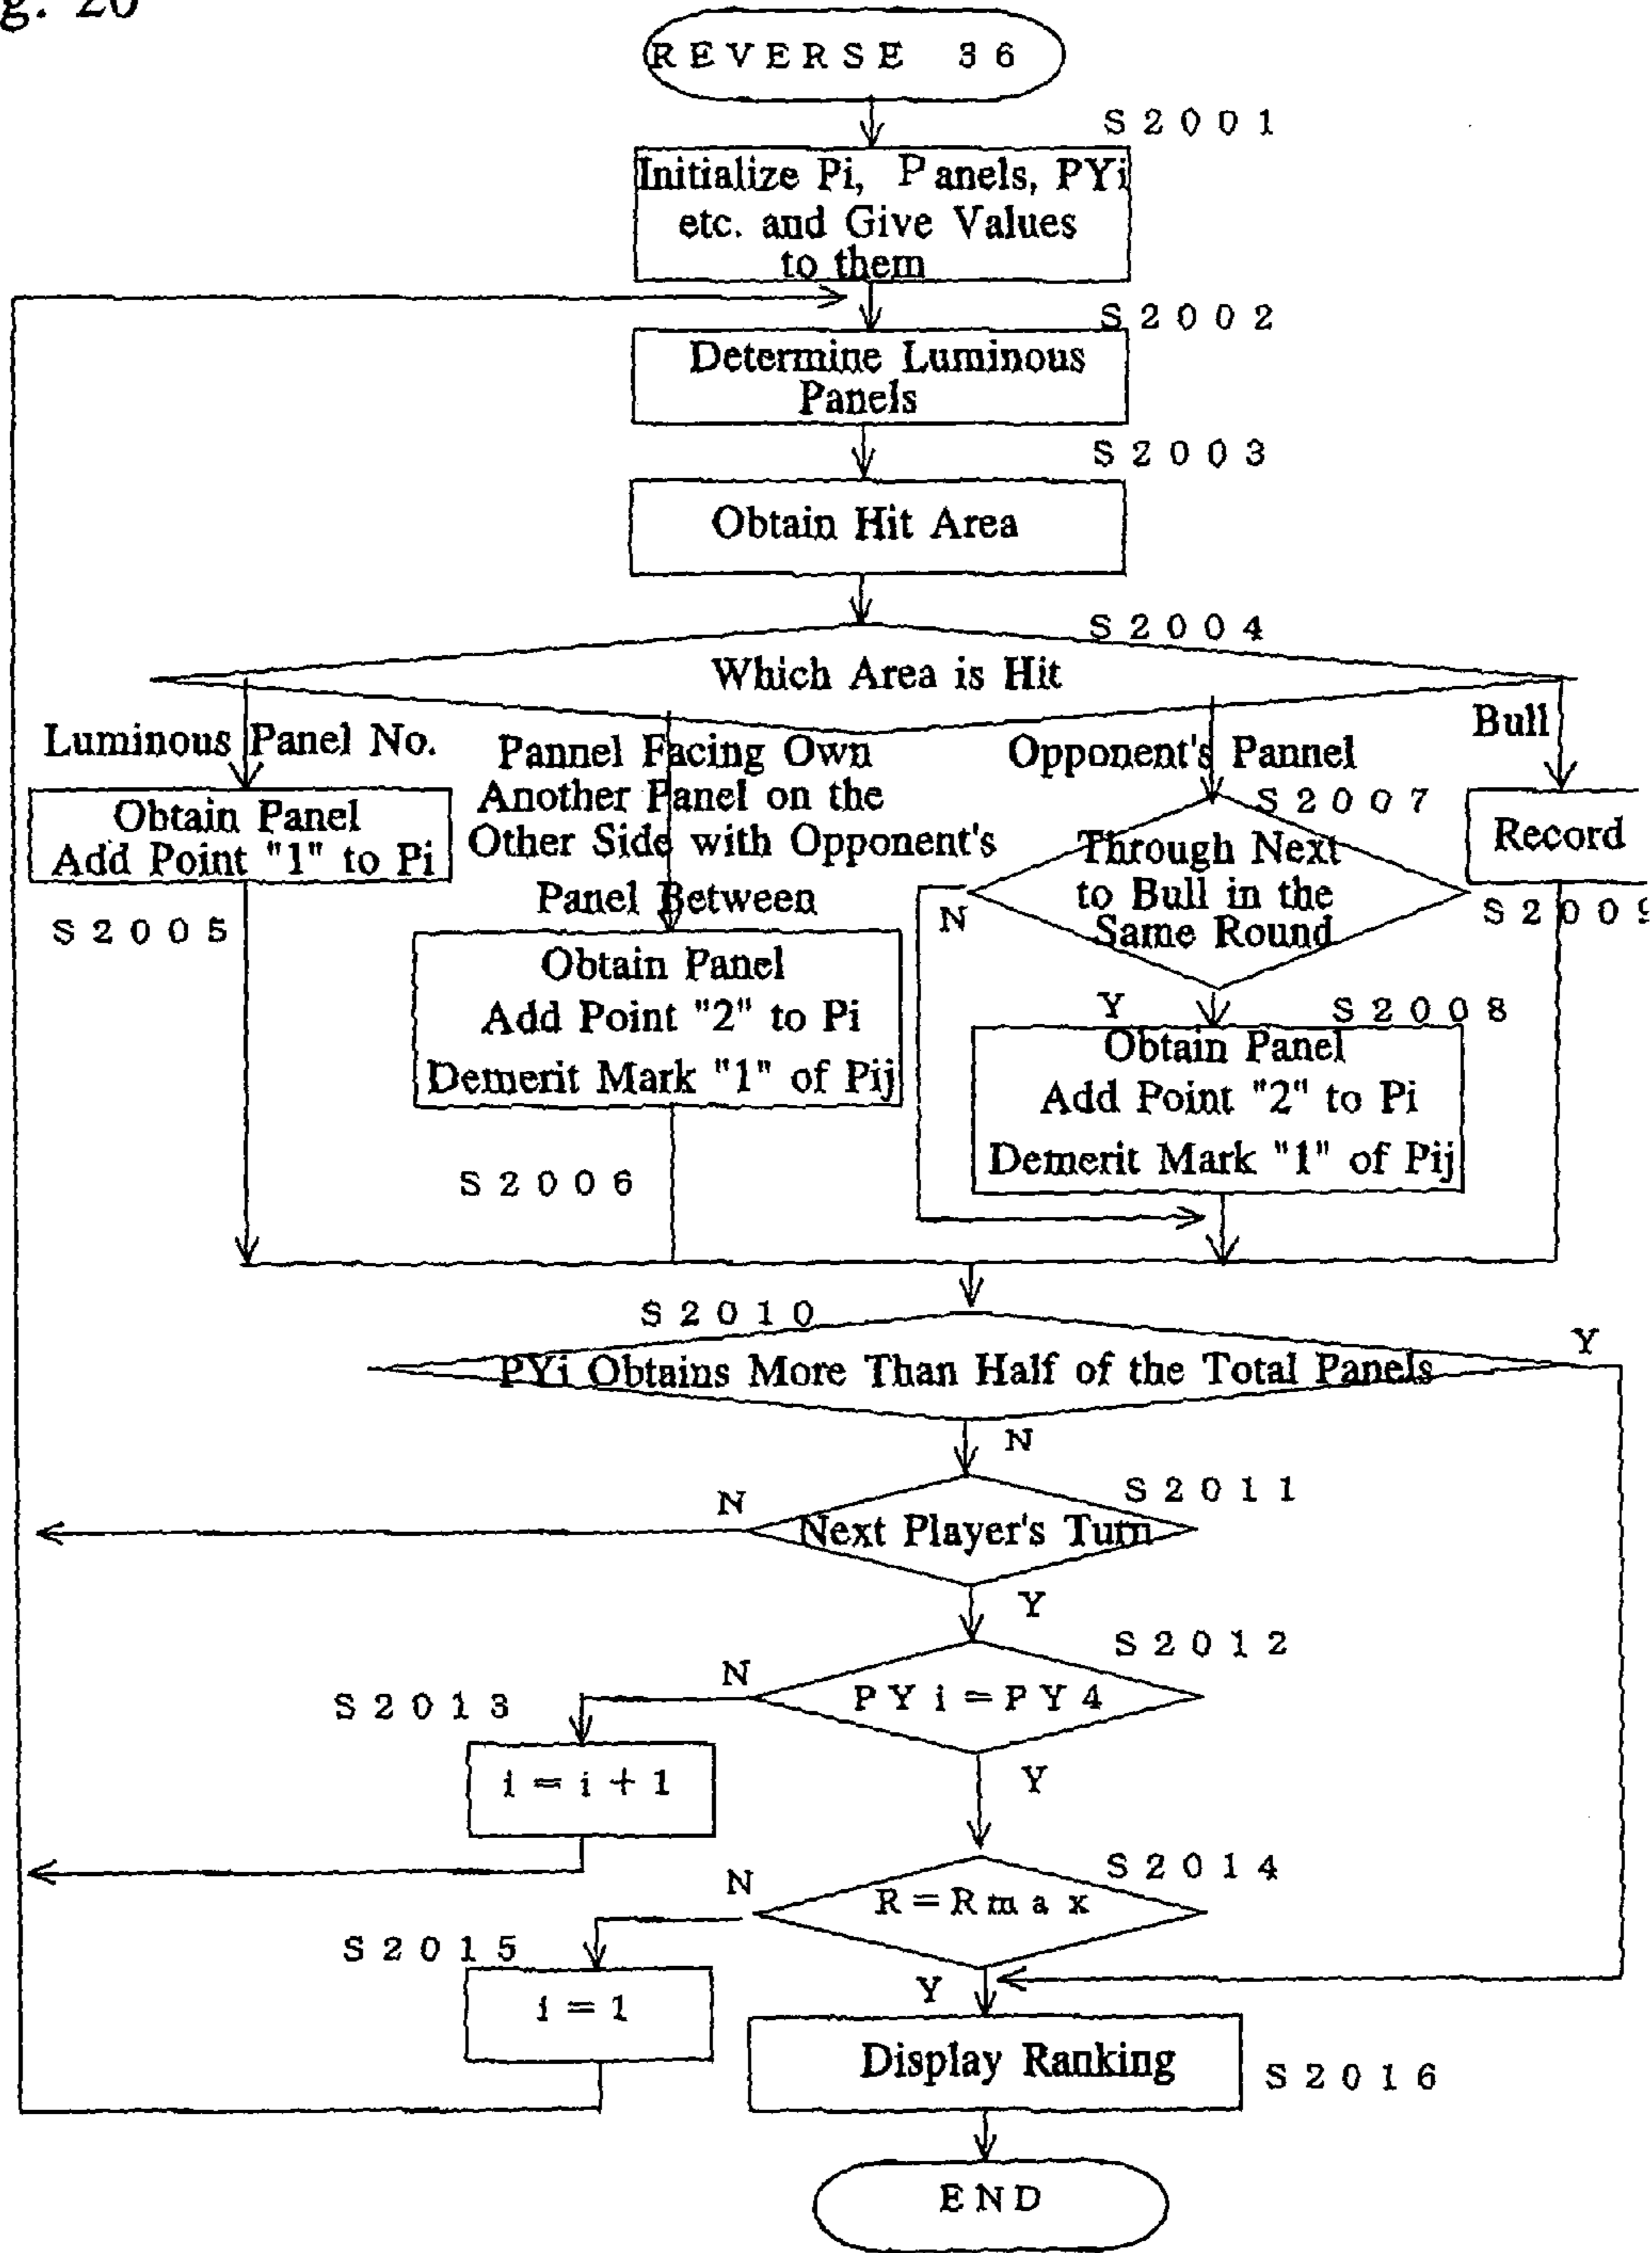 g. 20
REVERSE 36
S2001
Initialize Pi, Panels, PYi
etc. and Give Values
to them
S2002
Determine Luminous
Panels
S2003
Obtain Hit Area
S2004
Which Area is Hit
Luminous Panel No.
Obtain Panel
Add Point "1" to Pi
S2005
Pannel Facing Own
Another Panel on the
Other Side with Opponent's
Panel Between
Obtain Panel
Add Point "2" to Pi
Demerit Mark "1" of Pij
S2006
Opponent's Pannel
S2007
Through Next
to Bull in the
Same Round
N
Y
S2008
Obtain Panel
Add Point "2" to Pi
Demerit Mark "1" of Pij
Bull
Record
S2009
S2010
PYi Obtains More Than Half of the Total Panels
Y
N
S2011
Next Player's Turn
N
Y
S2012
PYi=PY4
N
Y
S2013
i=i+1
S2014
R=Rmax
N
Y
S2015
i=1
Display Ranking
S2016
END